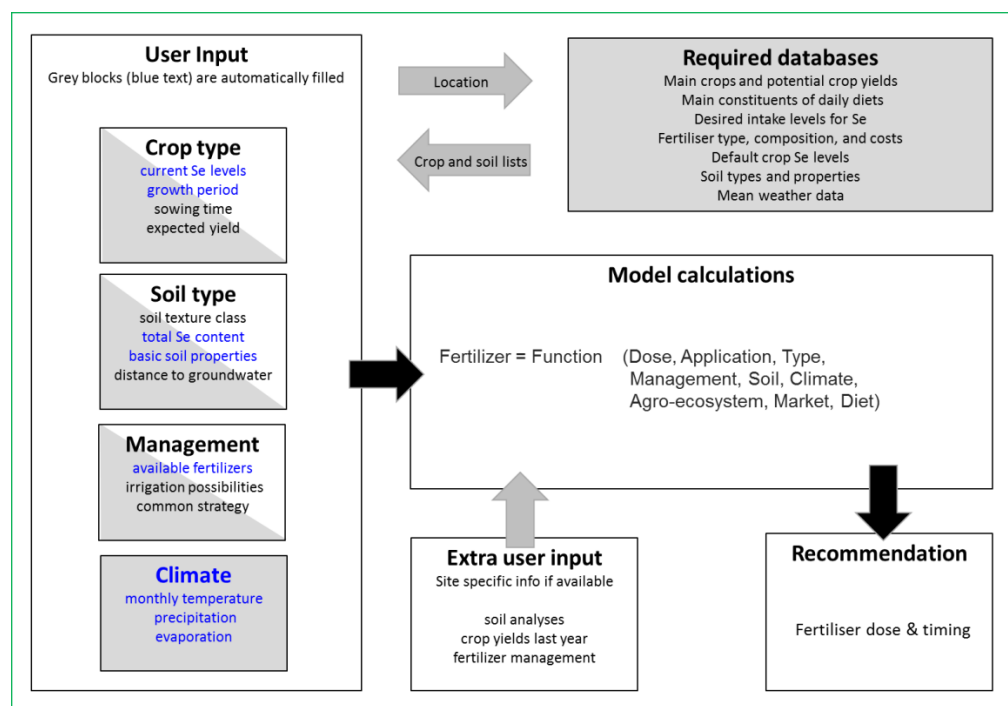 User Input
Grey blocks (blue text) are automatically filled
Crop type
current Se levels
growth period
sowing time
expected yield
Soil type
soil texture class
total Se content
basic soil properties
distance to groundwater
Management
available fertilizers
irrigation possibilities
common strategy
Climate
monthly temperature
precipitation
evaporation
Location
Crop and soil lists
Required databases
Main crops and potential crop yields
Main constituents of daily diets
Desired intake levels for Se
Fertiliser type, composition, and costs
Default crop Se levels
Soil types and properties
Mean weather data
Model calculations
Fertilizer = Function (Dose, Application, Type,
Management, Soil, Climate,
Agro-ecosystem, Market, Diet)
Extra user input
Site specific info if available
soil analyses
crop yields last year
fertilizer management
Recommendation
Fertiliser dose & timing